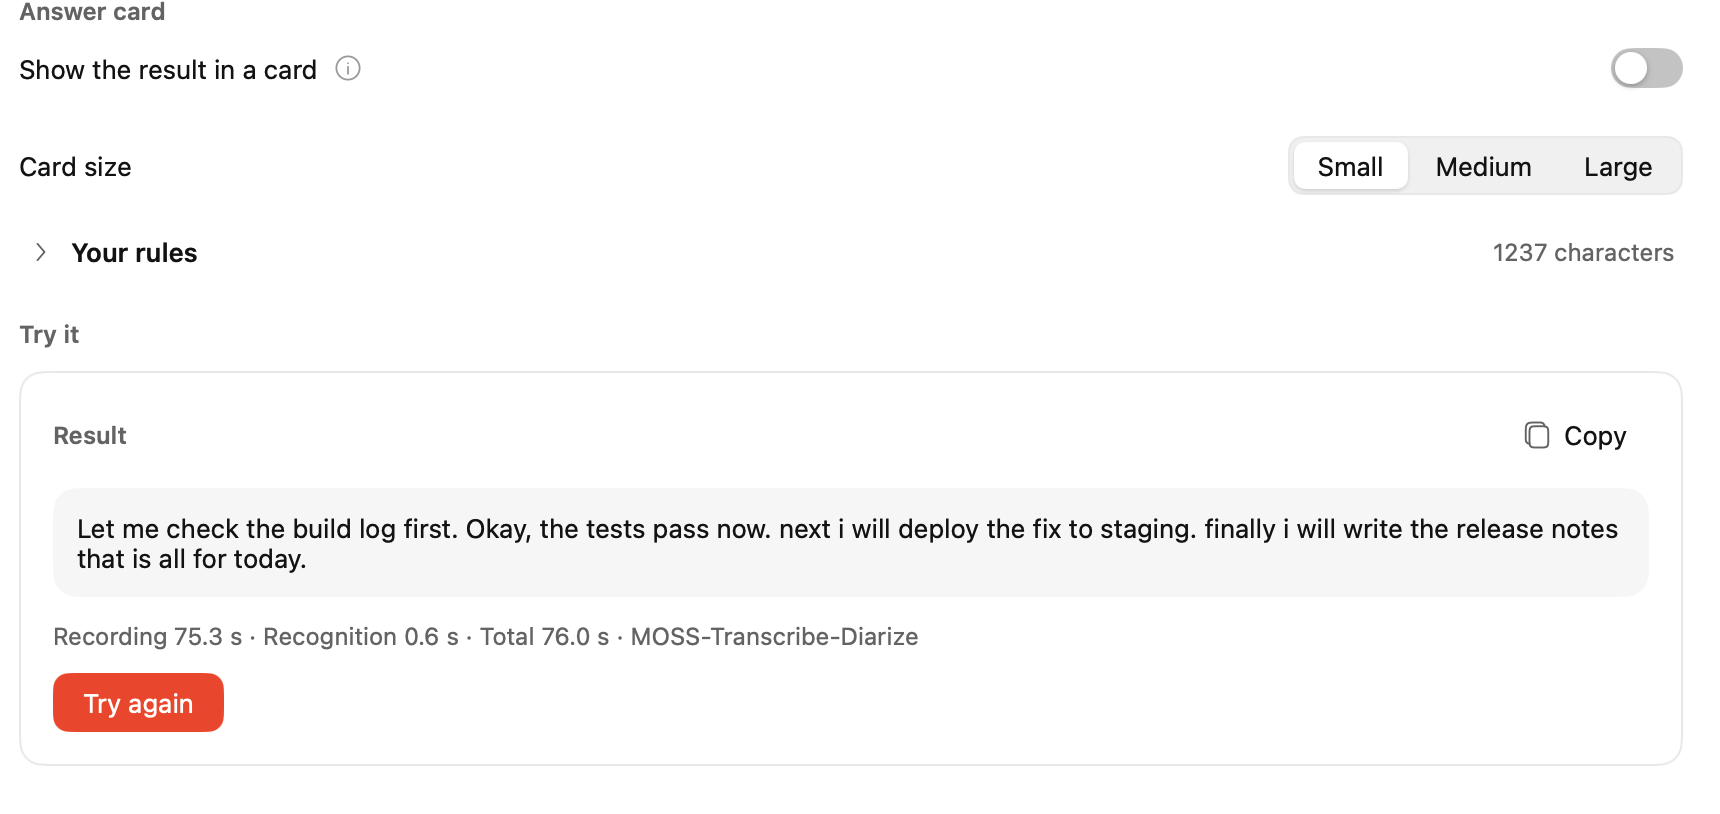 Answer card
Show the result in a card
Card size
Small Medium Large
Your rules
1237 characters
Try it
Result
Copy
Let me check the build log first. Okay, the tests pass now. next i will deploy the fix to staging. finally i will write the release notes
that is all for today.
Recording 75.3 s · Recognition 0.6 s · Total 76.0 s · MOSS-Transcribe-Diarize
Try again